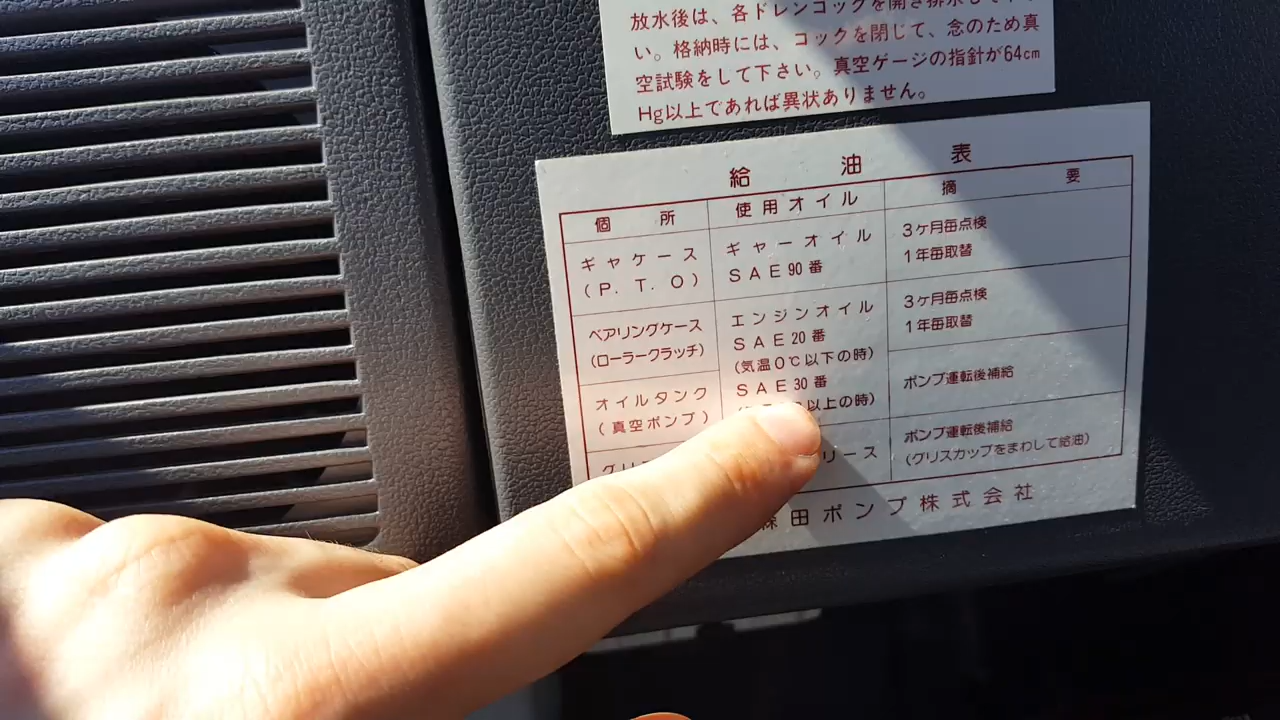 放水後は、各ドレンコックを開き排水して下さ
い。格納時には、コックを閉じて、念のため真
空試験をして下さい。真空ゲージの指針が64cm
Hg以上であれば異状ありません。
給油表
個所 使用オイル 摘要
ギヤケース
(P.T.O)
ギヤーオイル
SAE90番
3ケ月毎点検
1年毎取替
ベアリングケース
(ローラークラッチ)
エンジンオイル
SAE20番
(気温0℃以下の時)
SAE30番
以上の時)
3ケ月毎点検
1年毎取替
オイルタンク
(真空ポンプ)
ポンプ運転後補給
グリ
リース
ポンプ運転後補給
(グリスカップをまわして給油)
森田ポンプ株式会社